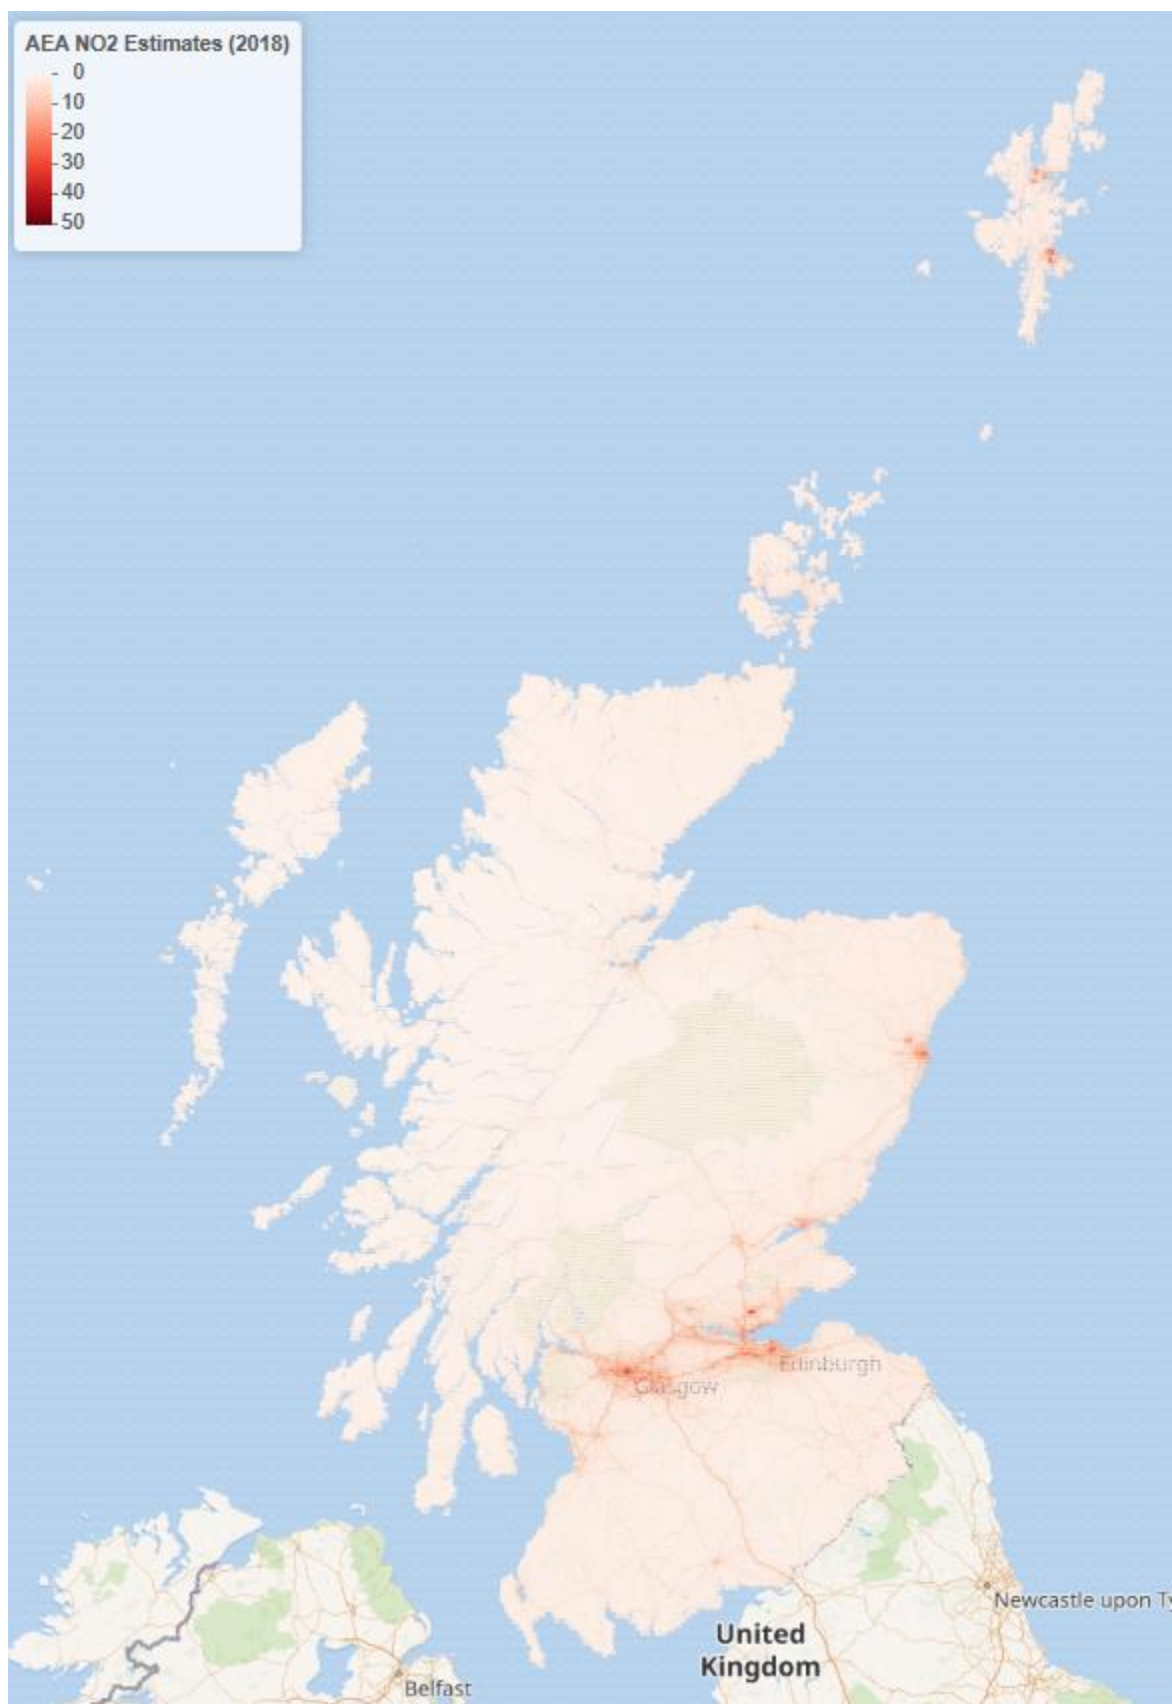 AEA NO2 Estimates (2018)
0
10
20
30
40
50
Edinburgh
Glasgow
Newcastle upon Ty
United
Kingdom
Belfast